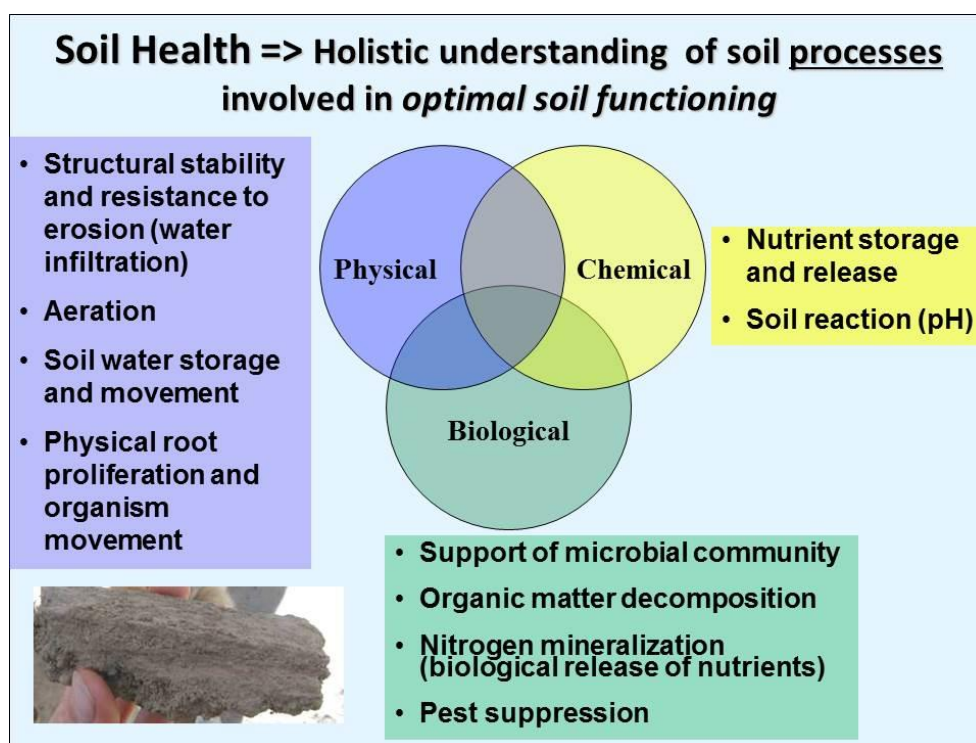 Soil Health => Holistic understanding of soil processes
involved in optimal soil functioning
• Structural stability
and resistance to
erosion (water
infiltration)
• Aeration
• Soil water storage
and movement
• Physical root
proliferation and
organism
movement
Physical
Chemical
Biological
• Nutrient storage
and release
• Soil reaction (pH)
• Support of microbial community
• Organic matter decomposition
• Nitrogen mineralization
(biological release of nutrients)
• Pest suppression